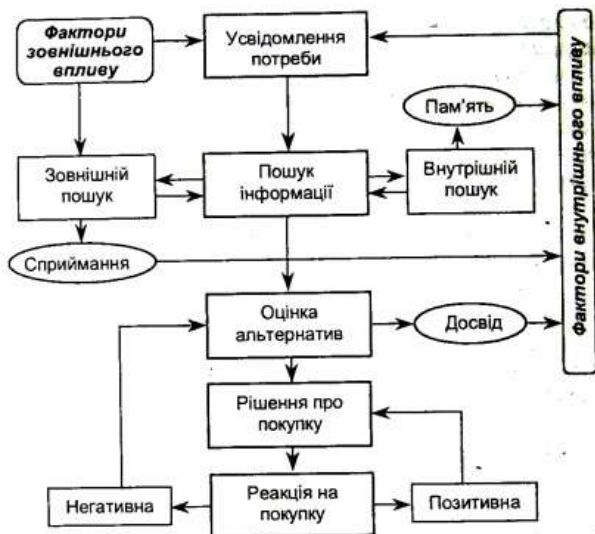 Фактори
зовнішнього
впливу
Усвідомлення
потреби
Пам'ять
Зовнішній
пошук
Пошук
інформації
Внутрішній
пошук
Сприймання
Оцінка
альтернатив
Досвід
Фактори внутрішнього впливу
Рішення про
покупку
Негативна
Реакція на
покупку
Позитивна